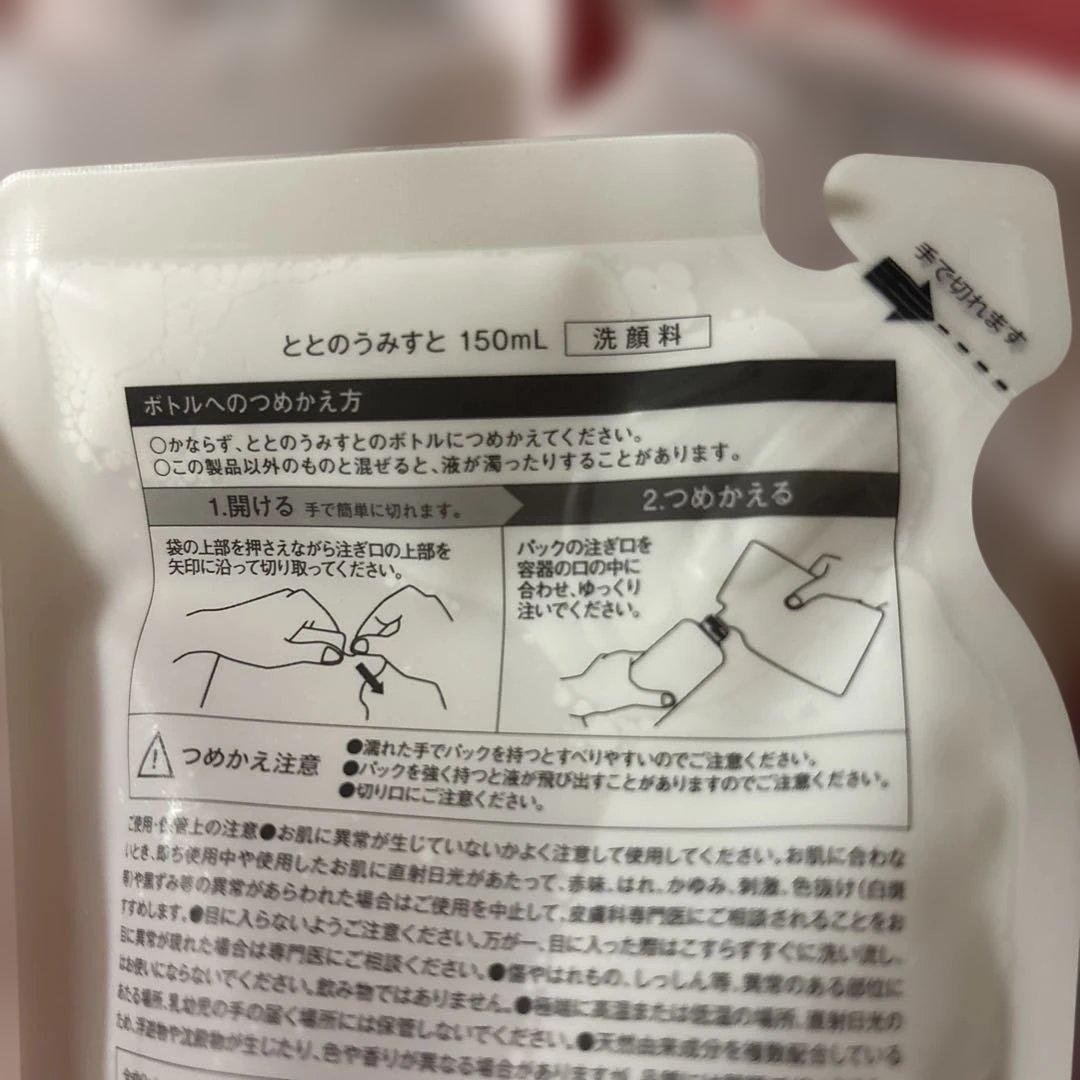 手で切れます
ととのうみすと 150mL 洗顔料
ボトルへのつめかえ方
○かならず、ととのうみすとのボトルにつめかえてください。
○この製品以外のものと混ぜると、液が濁ったりすることがあります。
1.開ける 手で簡単に切れます。
袋の上部を押さえながら注ぎ口の上部を
矢印に沿って切り取ってください。
2.つめかえる
パックの注ぎ口を
容器の口の中に
合わせ、ゆっくり
注いでください。
つめかえ注意
●濡れた手でパックを持つとすべりやすいのでご注意ください。
●パックを強く持つと液が飛び出すことがありますのでご注意ください。
●切り口にご注意ください。
ご使用・保管上の注意●お肌に異常が生じていないかよく注意して使用してください。お肌に合わな
いとき、即ち使用中や使用したお肌に直射日光があたって、赤味、はれ、かゆみ、刺激、色抜け(白斑
等)や黒ずみ等の異常があらわれた場合はご使用を中止して、皮膚科専門医にご相談されることをお
すすめします。●目に入らないようご注意ください。万が一、目に入った際はこすらずすぐに洗い流し、
目に異常が現れた場合は専門医にご相談ください。●傷やはれもの、しっしん等、異常のある部位に
はお使いにならないでください。飲み物ではありません。●極端に高温または低温の場所、直射日光の
あたる場所、乳幼児の手の届く場所には保管しないでください。●天然由来成分を複数配合している
ため、浮遊物や沈殿物が生じたり、色や香りが異なる場合がありますが、